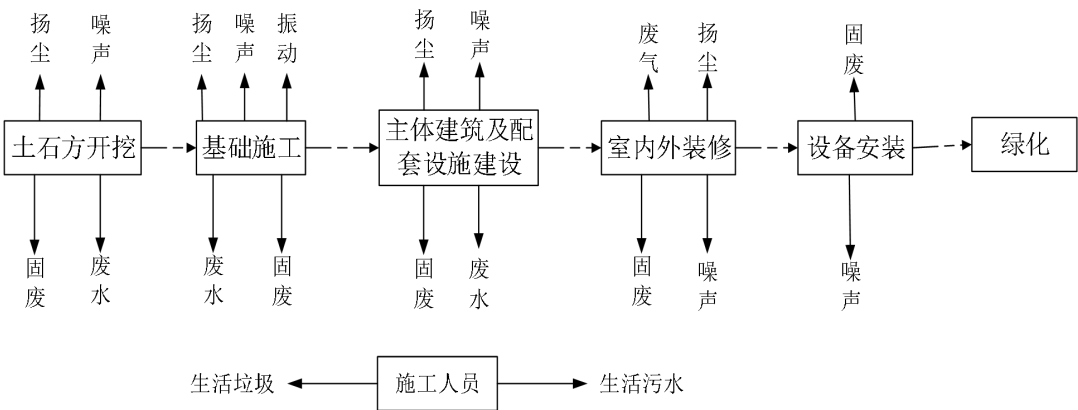 扬尘
噪声
扬尘
噪声
振动
扬尘
噪声
废气
扬尘
固废
土石方开挖
基础施工
主体建筑及配
套设施建设
室内外装修
设备安装
绿化
固废
废水
废水
固废
固废
废水
固废
噪声
噪声
生活垃圾
施工人员
生活污水